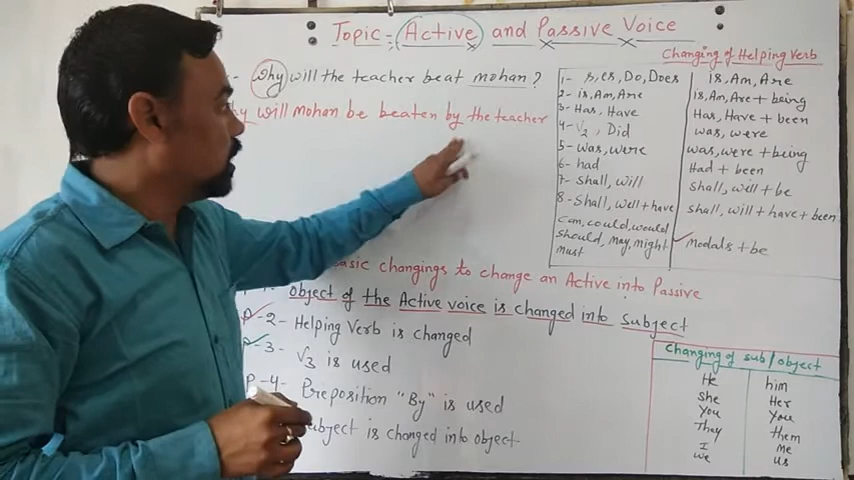 Topic:- Active and Passive Voice
Changing of Helping Verb
- why will the teacher beat mohan?
will mohan be beaten by the teacher
1- is, es, Do, Does Is, Am, Are
2- is, Am, Are is, Am, Are + being
3- Has, Have Has, Have + been
4- V2, Did was, were
5- was, were was, were + being
6- had Had + been
7- shall, will shall, will + be
8- shall, will + have shall, will + have + been
can, could, would
should, may, might Modals + be
must
changings to change an Active into Passive
object of the Active voice is changed into Subject
P-2- Helping Verb is changed
P-3- V3 is used
P-4- Preposition "By" is used
subject is changed into object
changing of sub/object
He him
She Her
You You
They them
I me
we us